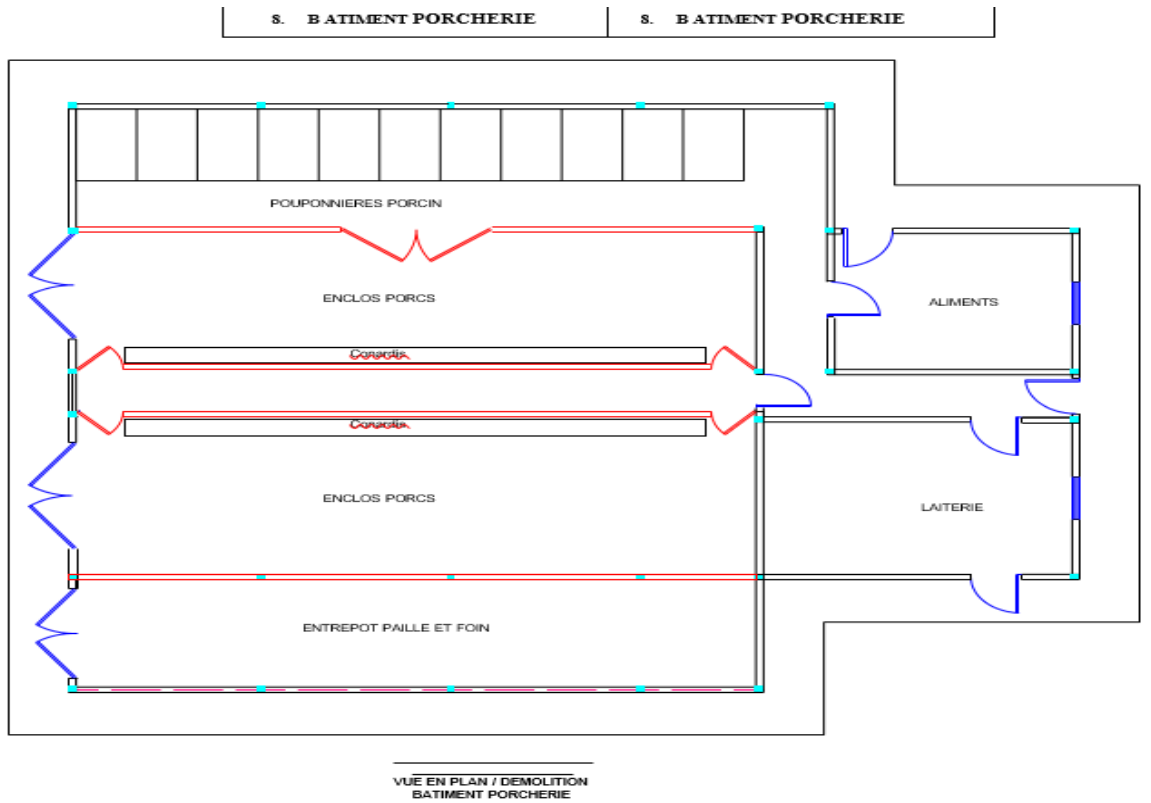 8. B ATIMENT PORCHERIE
8. B ATIMENT PORCHERIE
POUPONNIERES PORCIN
ENCLOS PORCS
ALIMENTS
Conardis
Conardis
ENCLOS PORCS
LAITERIE
ENTREPOT PAILLE ET FOIN
VUE EN PLAN / DEMOLITION
BATIMENT PORCHERIE